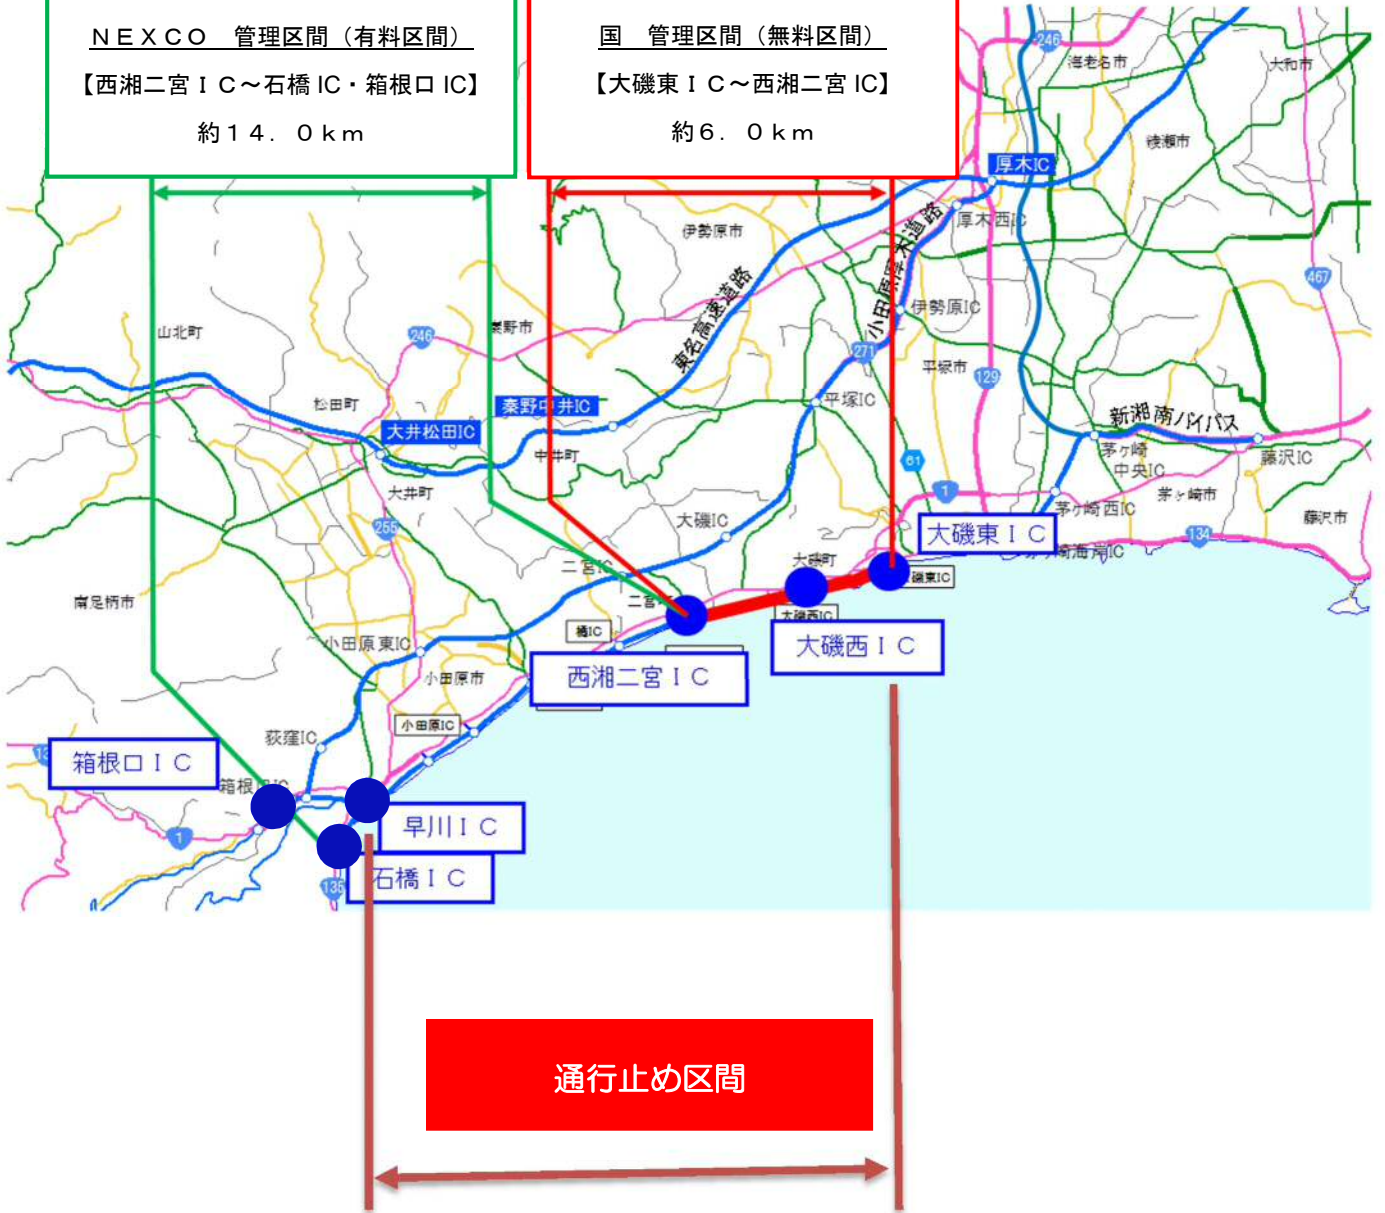 ＮＥＸＣＯ　管理区間（有料区間）
【西湘二宮ＩＣ～石橋IC・箱根口IC】
約１４．０ｋｍ
国　管理区間（無料区間）
【大磯東ＩＣ～西湘二宮IC】
約６．０ｋｍ
246
海老名市
大和市
綾瀬市
厚木IC
厚木西IC
伊勢原市
小田原厚木道路
東名高速道路
467
伊勢原IC
山北町
246
秦野市
271
平塚市
129
松田町
秦野中井IC
平塚IC
新湘南バイパス
大井松田IC
中井町
61
茅ヶ崎中央IC
藤沢IC
大井町
1
茅ヶ崎西IC
茅ヶ崎市
255
大磯IC
大磯東ＩＣ
134
藤沢市
崎海岸IC
二宮IC
大磯町
磯東IC
南足柄市
二宮
橘IC
大磯西IC
小田原東IC
西湘二宮ＩＣ
大磯西ＩＣ
小田原市
小田原IC
荻窪IC
箱根口ＩＣ
箱根口IC
1
早川ＩＣ
石橋ＩＣ
135
通行止め区間